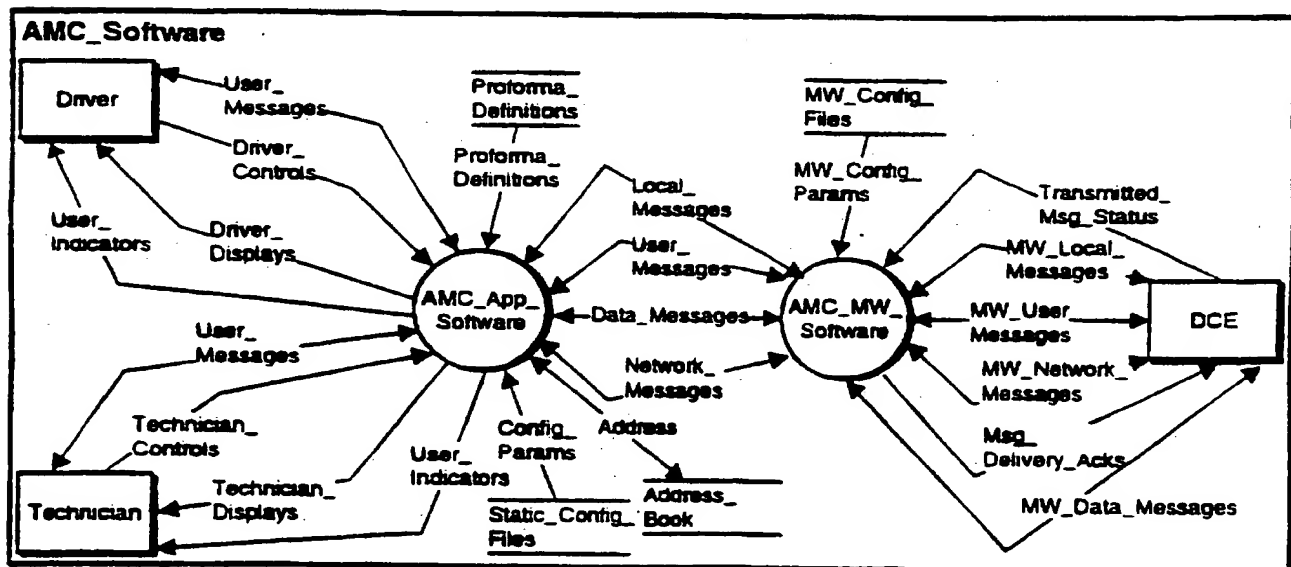 AMC_Software
Driver
User_
Messages
Driver_
Controls
User_
Indicators
Driver_
Displays
Proforma_
Definitions
Proforma_
Definitions
MW_Config_
Files
MW_Config_
Params
Local_
Messages
User_
Messages
Data_Messages
Network_
Messages
Transmitted_
Msg_Status
MW_Local_
Messages
MW_User_
Messages
MW_Network_
Messages
Msg_
Delivery_Acks
MW_Data_Messages
AMC_App_
Software
AMC_MW_
Software
DCE
User_
Messages
Technician_
Controls
Technician_
Displays
User_
Indicators
Config_
Params
Address
Technician
Static_Config_
Files
Address_
Book